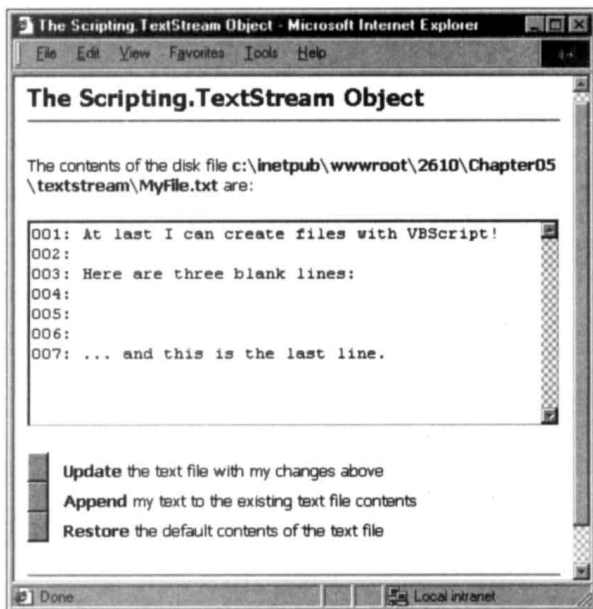 The Scripting.TextStream Object - Microsoft Internet Explorer
File Edit View Favorites Tools Help
The Scripting.TextStream Object
The contents of the disk file c:\inetpub\wwwroot\2610\Chapter05
\textstream\MyFile.txt are:
001: At last I can create files with VBScript!
002:
003: Here are three blank lines:
004:
005:
006:
007: ... and this is the last line.
Update the text file with my changes above
Append my text to the existing text file contents
Restore the default contents of the text file
Done
Local intranet